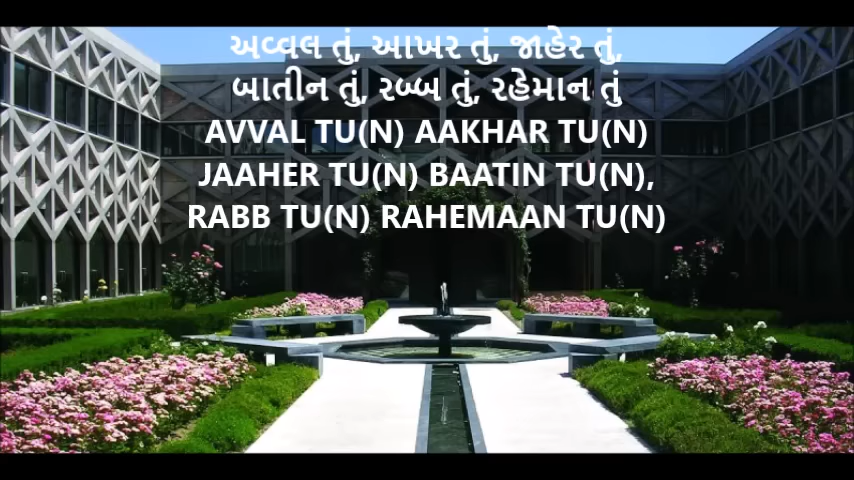 અવ્વલ તું, આખર તું, જાહેર તું,
બાતીન તું, રબ્બ તું, રહેમાન તું
AVVAL TU(N) AAKHAR TU(N)
JAAHER TU(N) BAATIN TU(N),
RABB TU(N) RAHEMAAN TU(N)